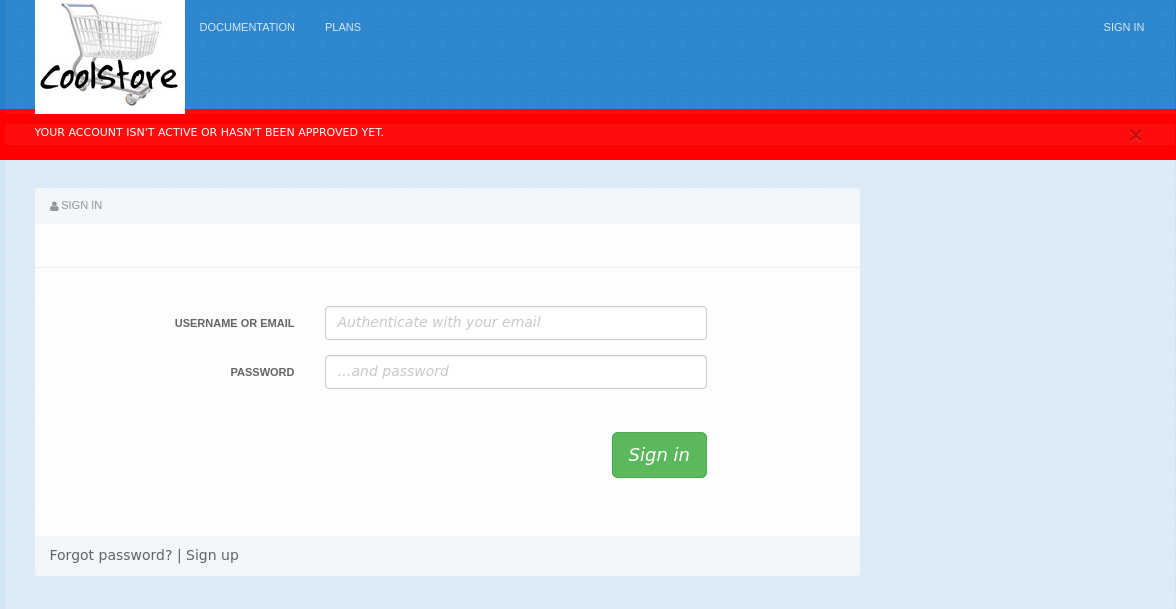 DOCUMENTATION PLANS SIGN IN
CoolStore
YOUR ACCOUNT ISN'T ACTIVE OR HASN'T BEEN APPROVED YET. ×
SIGN IN
USERNAME OR EMAIL Authenticate with your email
PASSWORD ...and password
Sign in
Forgot password? | Sign up